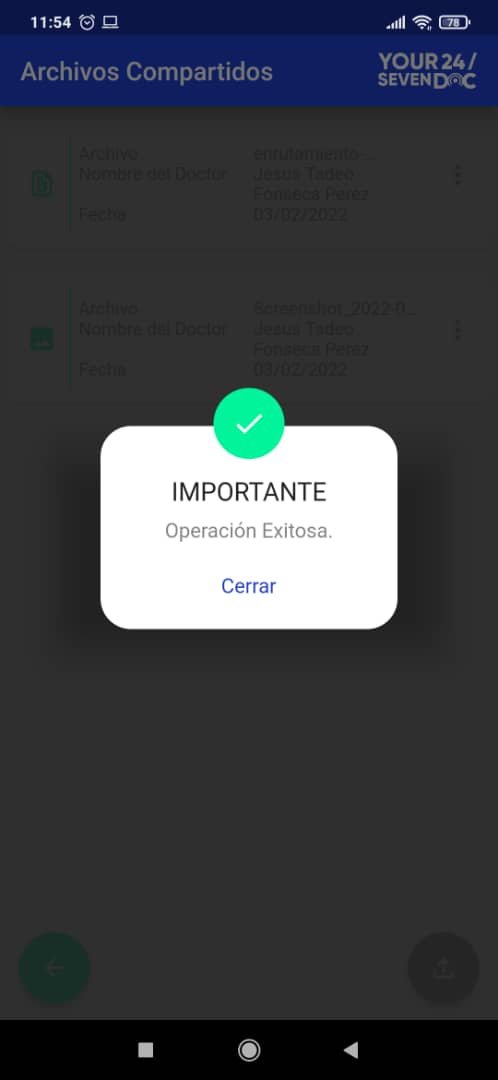 11:54
78
Archivos Compartidos
YOUR 24/
SEVEN DOC
Archivo enrutamiento-...
Nombre del Doctor Jesus Tadeo
Fonseca Perez
Fecha 03/02/2022
Archivo Screenshot_2022-0...
Nombre del Doctor Jesus Tadeo
Fonseca Perez
Fecha 03/02/2022
IMPORTANTE
Operación Exitosa.
Cerrar